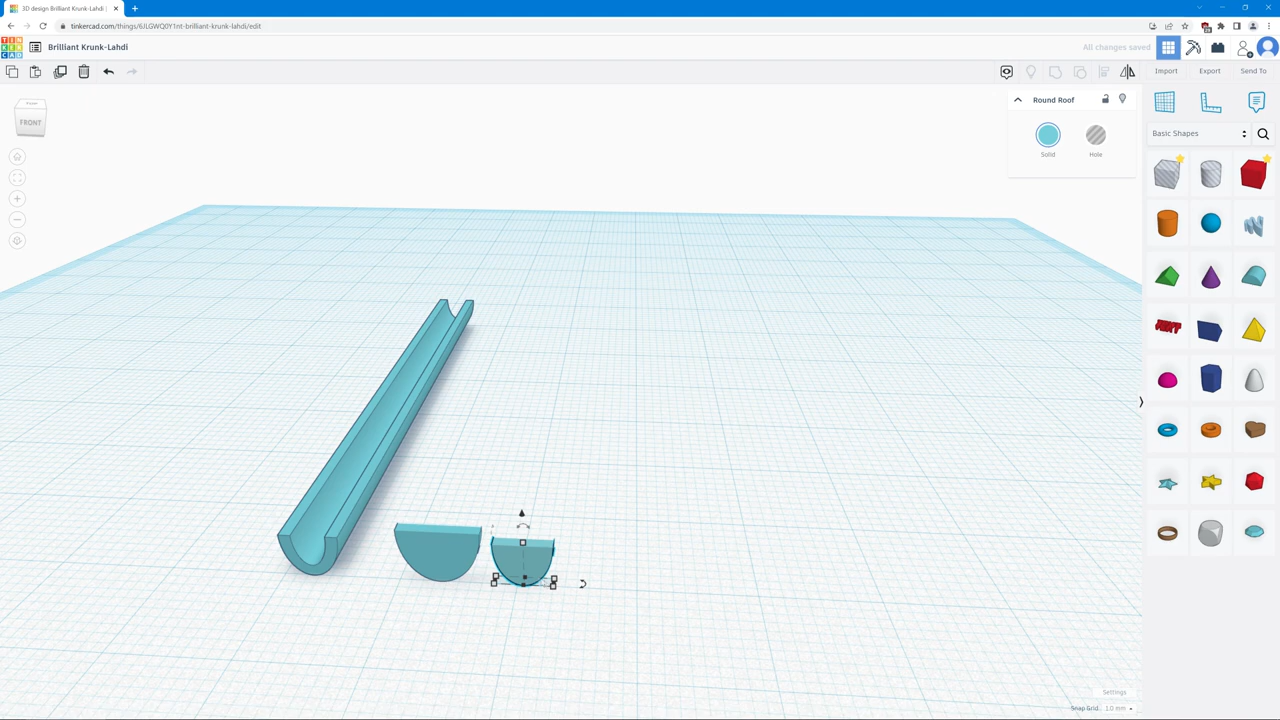 3D design Brilliant Krunk-Lahdi |
tinkercad.com/things/6JLGWQ0Y1nt-brilliant-krunk-lahdi/edit
TIN
KER
CAD
Brilliant Krunk-Lahdi
All changes saved
Import
Export
Send To
FRONT
Round Roof
Solid
Hole
Basic Shapes
TEXT
Settings
Snap Grid
1.0 mm